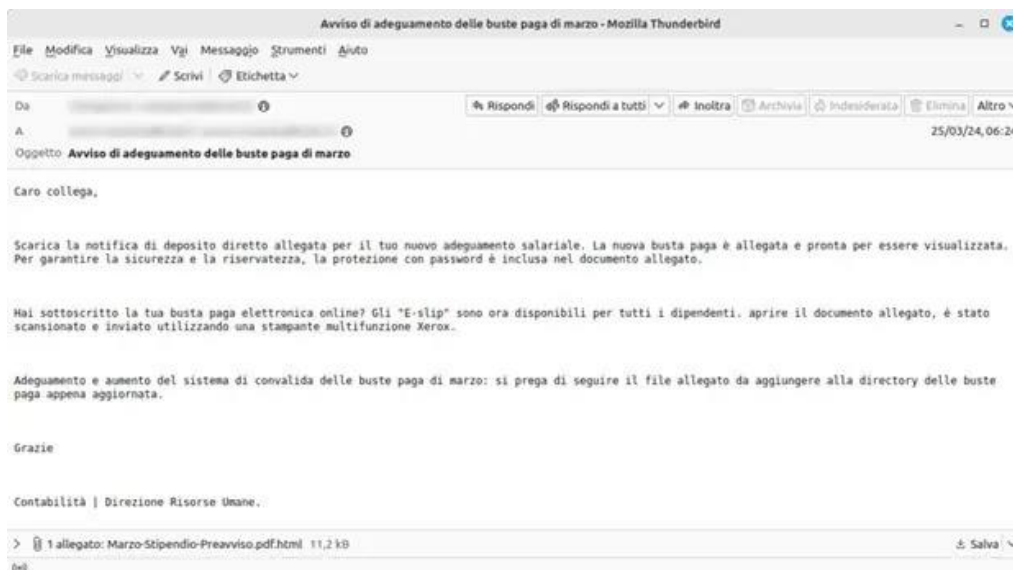 Avviso di adeguamento delle buste paga di marzo - Mozilla Thunderbird
File Modifica Visualizza Vai Messaggio Strumenti Aiuto
Scarica messaggi Scrivi Etichetta
Da Rispondi Rispondi a tutti Inoltra Archivia Indesiderata Elimina Altro
A 25/03/24, 06:24
Oggetto Avviso di adeguamento delle buste paga di marzo
Caro collega,
Scarica la notifica di deposito diretto allegata per il tuo nuovo adeguamento salariale. La nuova busta paga è allegata e pronta per essere visualizzata.
Per garantire la sicurezza e la riservatezza, la protezione con password è inclusa nel documento allegato.
Hai sottoscritto la tua busta paga elettronica online? Gli "E-slip" sono ora disponibili per tutti i dipendenti. aprire il documento allegato, è stato
scansionato e inviato utilizzando una stampante multifunzione Xerox.
Adeguamento e aumento del sistema di convalida delle buste paga di marzo: si prega di seguire il file allegato da aggiungere alla directory delle buste
paga appena aggiornata.
Grazie
Contabilità | Direzione Risorse Umane.
1 allegato: Marzo-Stipendio-Preavviso.pdf.html 11,2 kB Salva